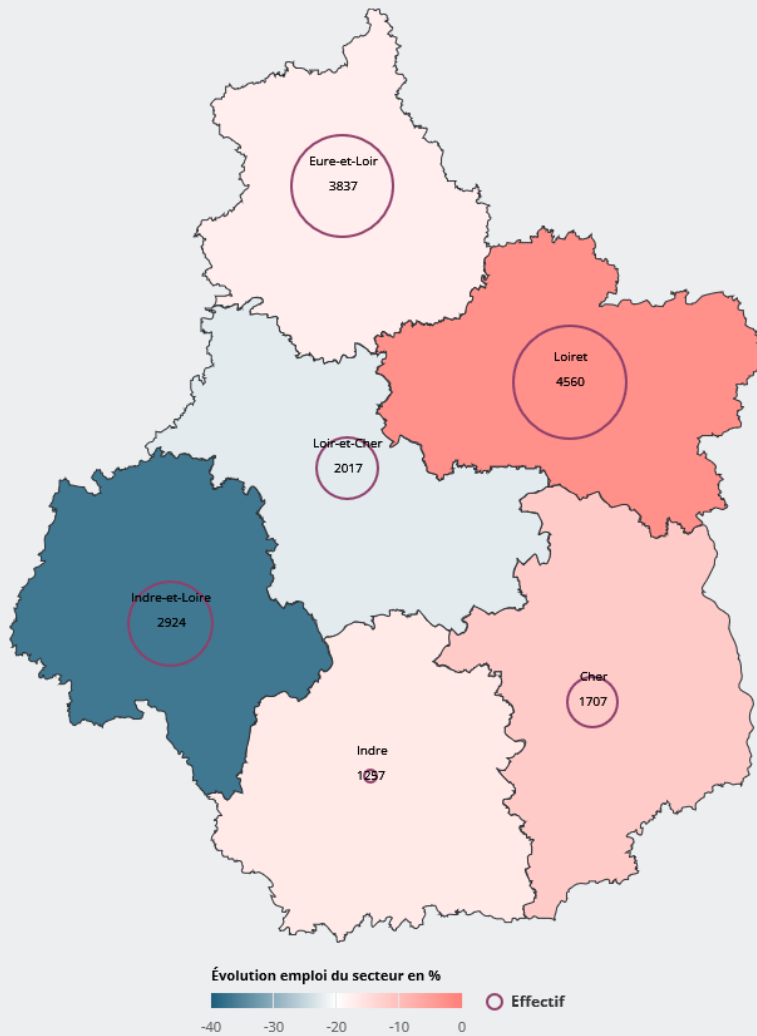 Eure-et-Loir
3837
Loiret
4560
Loir-et-Cher
2017
Indre-et-Loire
2924
Cher
1707
Indre
1257
Évolution emploi du secteur en %
Effectif
-40 -30 -20 -10 0